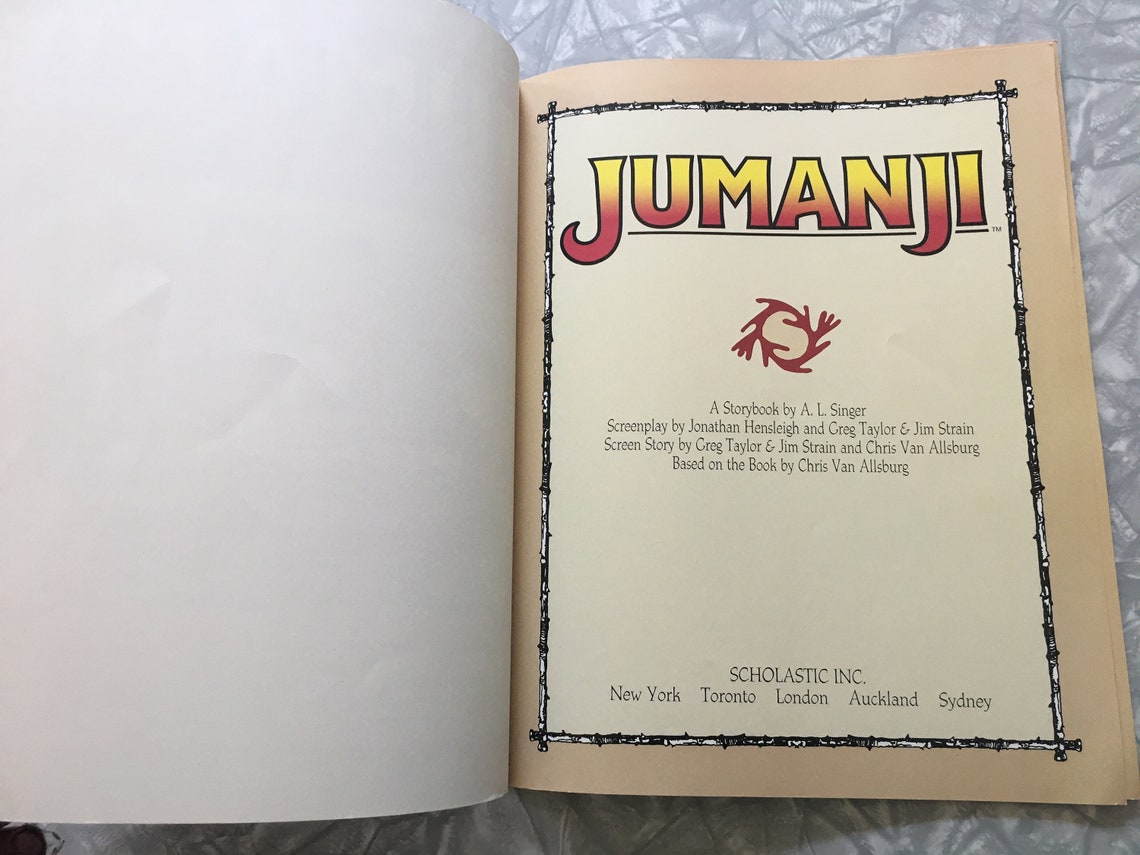 JUMANJI™
A Storybook by A. L. Singer
Screenplay by Jonathan Hensleigh and Greg Taylor & Jim Strain
Screen Story by Greg Taylor & Jim Strain and Chris Van Allsburg
Based on the Book by Chris Van Allsburg
SCHOLASTIC INC.
New York Toronto London Auckland Sydney